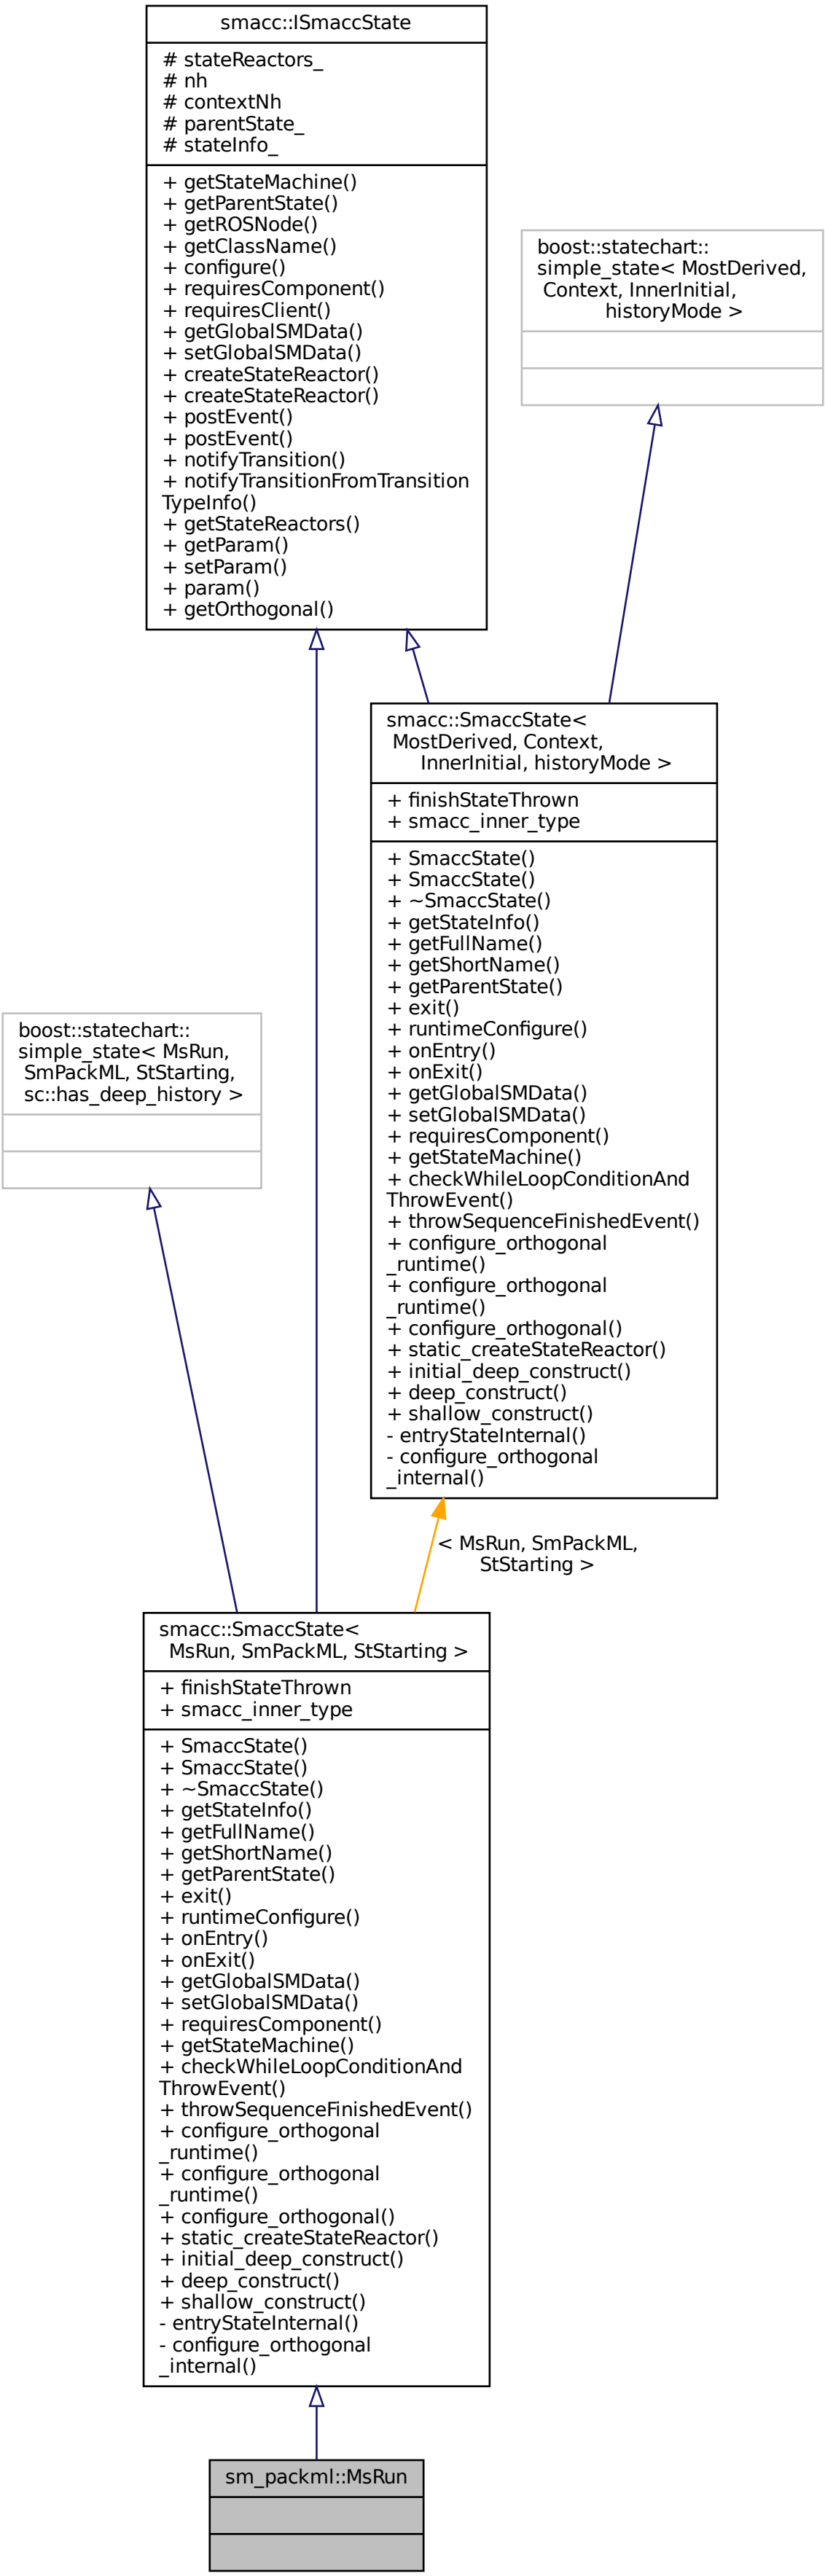 smacc::ISmaccState
# stateReactors_
# nh
# contextNh
# parentState_
# stateInfo_
+ getStateMachine()
+ getParentState()
+ getROSNode()
+ getClassName()
+ configure()
+ requiresComponent()
+ requiresClient()
+ getGlobalSMData()
+ setGlobalSMData()
+ createStateReactor()
+ createStateReactor()
+ postEvent()
+ postEvent()
+ notifyTransition()
+ notifyTransitionFromTransition
TypeInfo()
+ getStateReactors()
+ getParam()
+ setParam()
+ param()
+ getOrthogonal()
boost::statechart::
simple_state< MostDerived,
Context, InnerInitial,
historyMode >
smacc::SmaccState<
MostDerived, Context,
InnerInitial, historyMode >
+ finishStateThrown
+ smacc_inner_type
+ SmaccState()
+ SmaccState()
+ ~SmaccState()
+ getStateInfo()
+ getFullName()
+ getShortName()
+ getParentState()
+ exit()
+ runtimeConfigure()
+ onEntry()
+ onExit()
+ getGlobalSMData()
+ setGlobalSMData()
+ requiresComponent()
+ getStateMachine()
+ checkWhileLoopConditionAnd
ThrowEvent()
+ throwSequenceFinishedEvent()
+ configure_orthogonal
_runtime()
+ configure_orthogonal
_runtime()
+ configure_orthogonal()
+ static_createStateReactor()
+ initial_deep_construct()
+ deep_construct()
+ shallow_construct()
- entryStateInternal()
- configure_orthogonal
_internal()
boost::statechart::
simple_state< MsRun,
SmPackML, StStarting,
sc::has_deep_history >
< MsRun, SmPackML,
StStarting >
smacc::SmaccState<
MsRun, SmPackML, StStarting >
+ finishStateThrown
+ smacc_inner_type
+ SmaccState()
+ SmaccState()
+ ~SmaccState()
+ getStateInfo()
+ getFullName()
+ getShortName()
+ getParentState()
+ exit()
+ runtimeConfigure()
+ onEntry()
+ onExit()
+ getGlobalSMData()
+ setGlobalSMData()
+ requiresComponent()
+ getStateMachine()
+ checkWhileLoopConditionAnd
ThrowEvent()
+ throwSequenceFinishedEvent()
+ configure_orthogonal
_runtime()
+ configure_orthogonal
_runtime()
+ configure_orthogonal()
+ static_createStateReactor()
+ initial_deep_construct()
+ deep_construct()
+ shallow_construct()
- entryStateInternal()
- configure_orthogonal
_internal()
sm_packml::MsRun